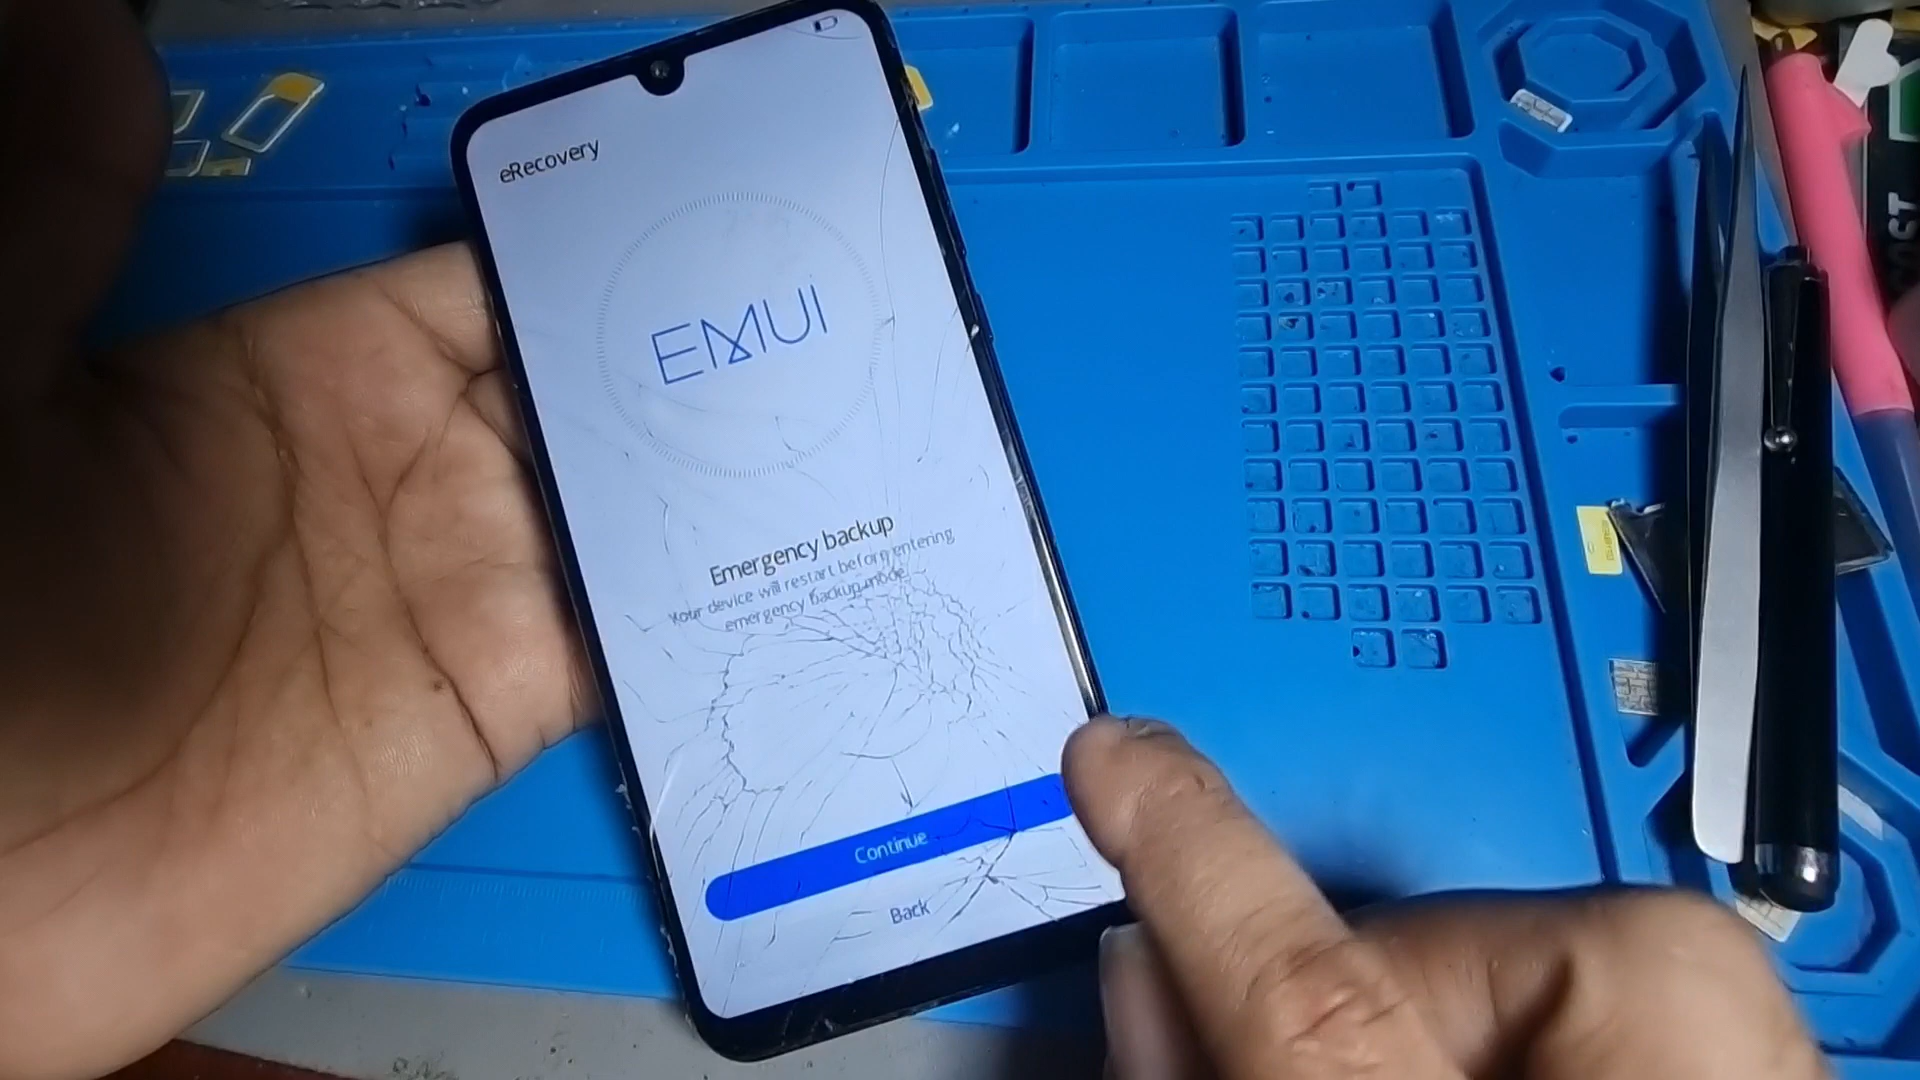 eRecovery
EMUI
Emergency backup
Your device will restart before entering
emergency backup mode.
Continue
Back